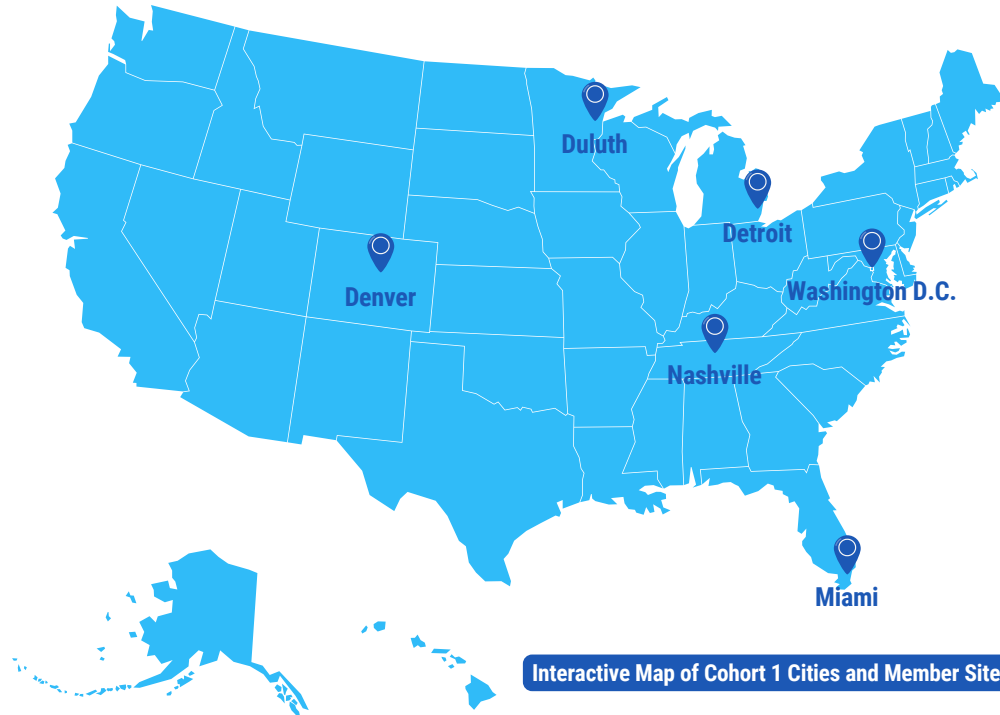 Duluth
Detroit
Denver
Washington D.C.
Nashville
Miami
Interactive Map of Cohort 1 Cities and Member Site